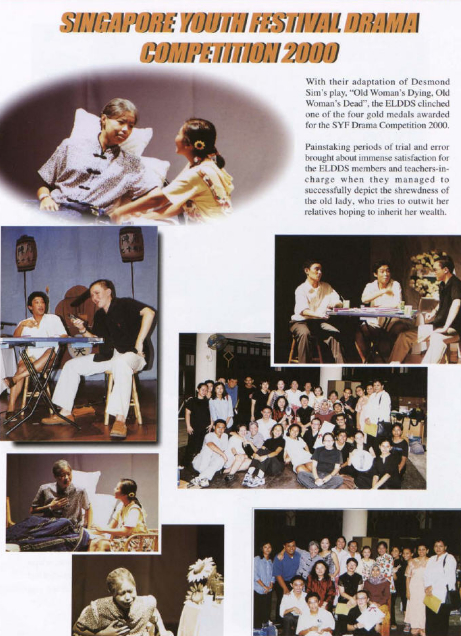 SINGAPORE YOUTH FESTIVAL DRAMA
COMPETITION 2000
With their adaptation of Desmond
Sim's play, "Old Woman's Dying, Old
Woman's Dead", the ELDDS clinched
one of the four gold medals awarded
for the SYF Drama Competition 2000.
Painstaking periods of trial and error
brought about immense satisfaction for
the ELDDS members and teachers-in-
charge when they managed to
successfully depict the shrewdness of
the old lady, who tries to outwit her
relatives hoping to inherit her wealth.